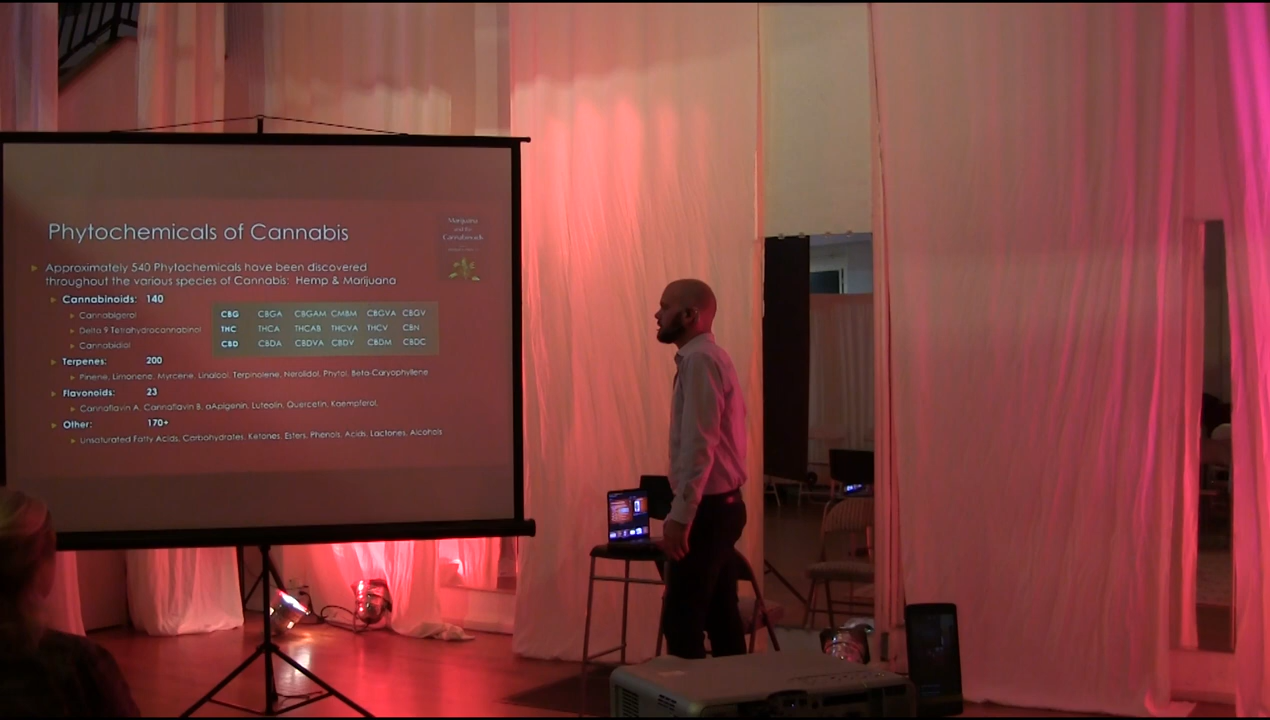 Phytochemicals of Cannabis
Marijuana
and the
Cannabinoids
Approximately 540 Phytochemicals have been discovered
throughout the various species of Cannabis: Hemp & Marijuana
Cannabinoids: 140
Cannabigerol
Delta 9 Tetrahydrocannabinol
Cannabidiol
CBG CBGA CBGAM CMBM CBGVA CBGV
THC THCA THCAB THCVA THCV CBN
CBD CBDA CBDVA CBDV CBDM CBDC
Terpenes: 200
Pinene, Limonene, Myrcene, Linalool, Terpinolene, Nerolidol, Phytol, Beta-Caryophyllene
Flavonoids: 23
Cannaflavin A, Cannaflavin B, αApigenin, Luteolin, Quercetin, Kaempferol,
Other: 170+
Unsaturated Fatty Acids, Carbohydrates, Ketones, Esters, Phenols, Acids, Lactones, Alcohols